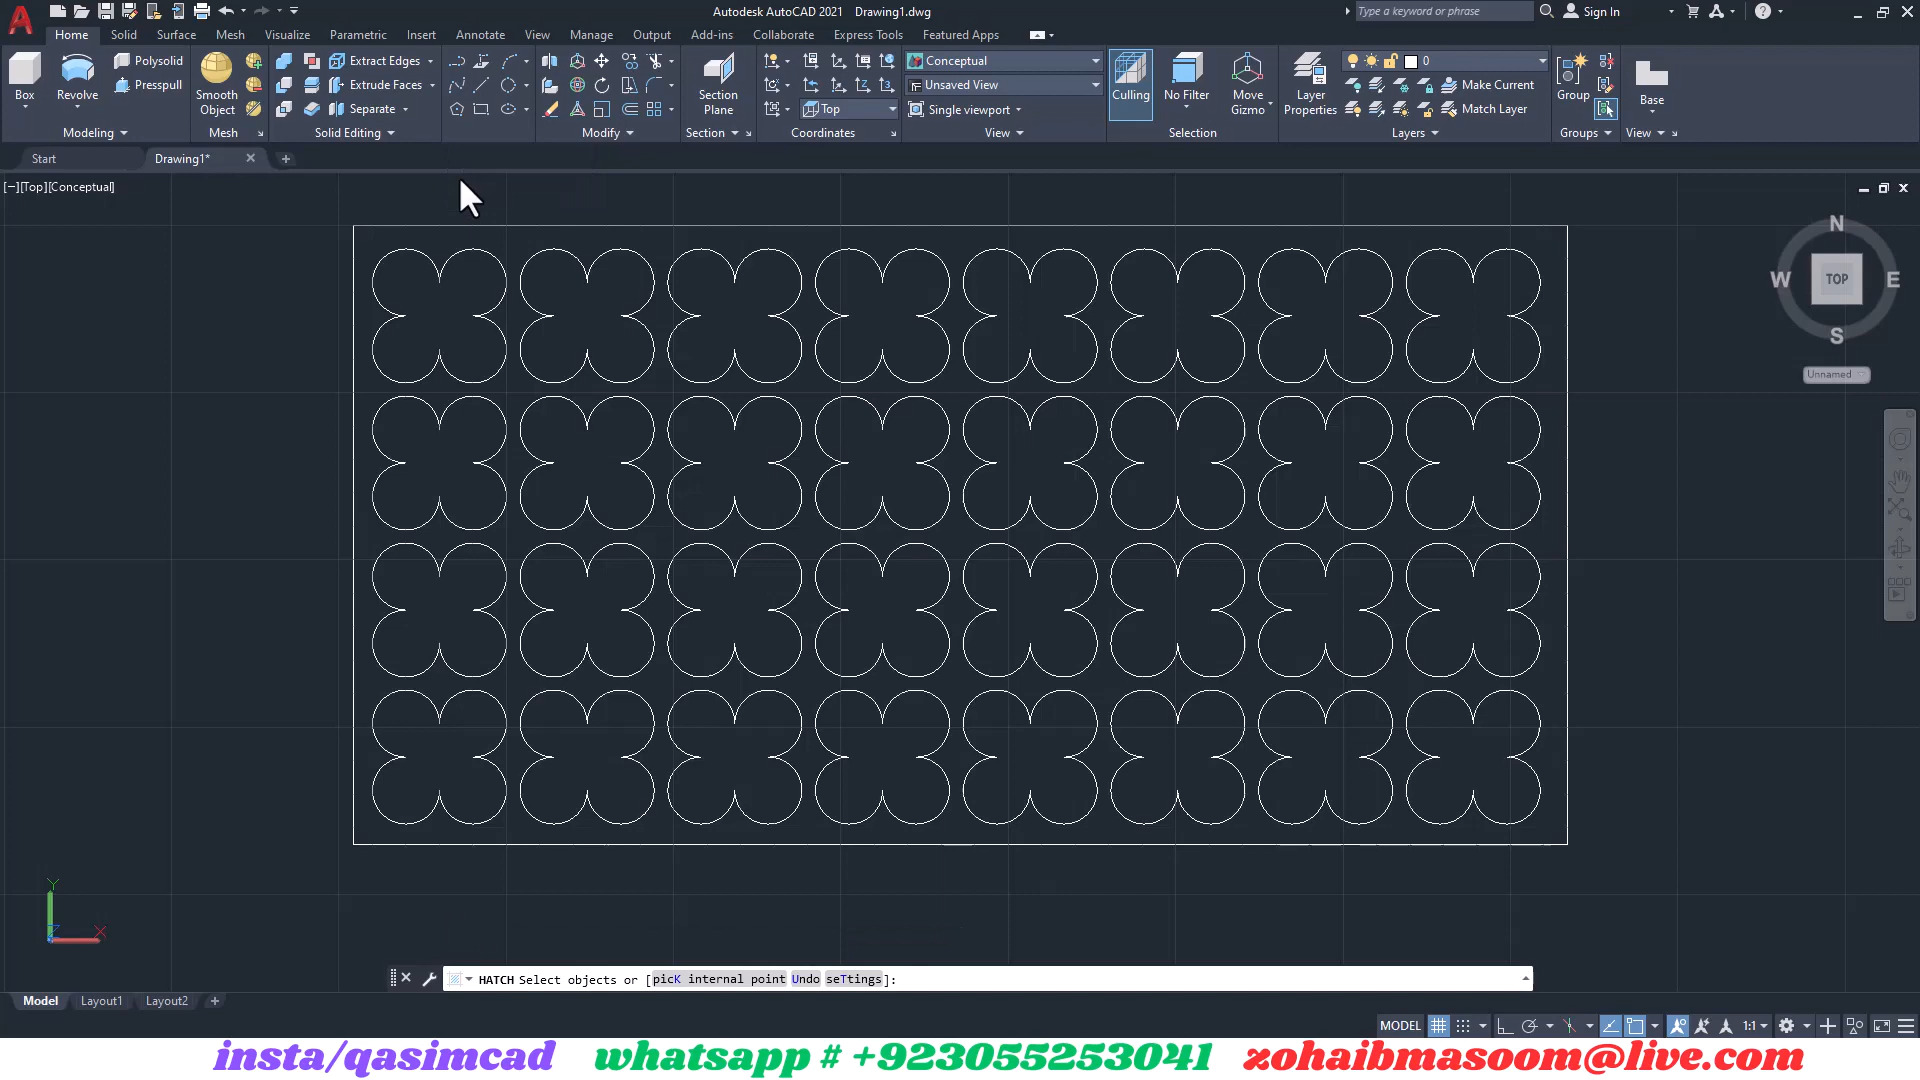 Autodesk AutoCAD 2021 Drawing1.dwg
Type a keyword or phrase
Sign In
Home Solid Surface Mesh Visualize Parametric Insert Annotate View Manage Output Add-ins Collaborate Express Tools Featured Apps
Box
Revolve
Polysolid
Presspull
Modeling
Smooth
Object
Mesh
Extract Edges
Extrude Faces
Separate
Solid Editing
Modify
Section
Plane
Section
Top
Coordinates
Conceptual
Unsaved View
Single viewport
View
Culling
No Filter
Move
Gizmo
Selection
Layer
Properties
0
Make Current
Match Layer
Layers
Group
Groups
Base
View
Start
Drawing1*
[−][Top][Conceptual]
N
W
TOP
E
S
Unnamed
Y
X
HATCH Select objects or [picK internal point Undo seTtings]:
Model Layout1 Layout2
MODEL
1:1
insta/qasimcad whatsapp # +923055253041 zohaibmasoom@live.com